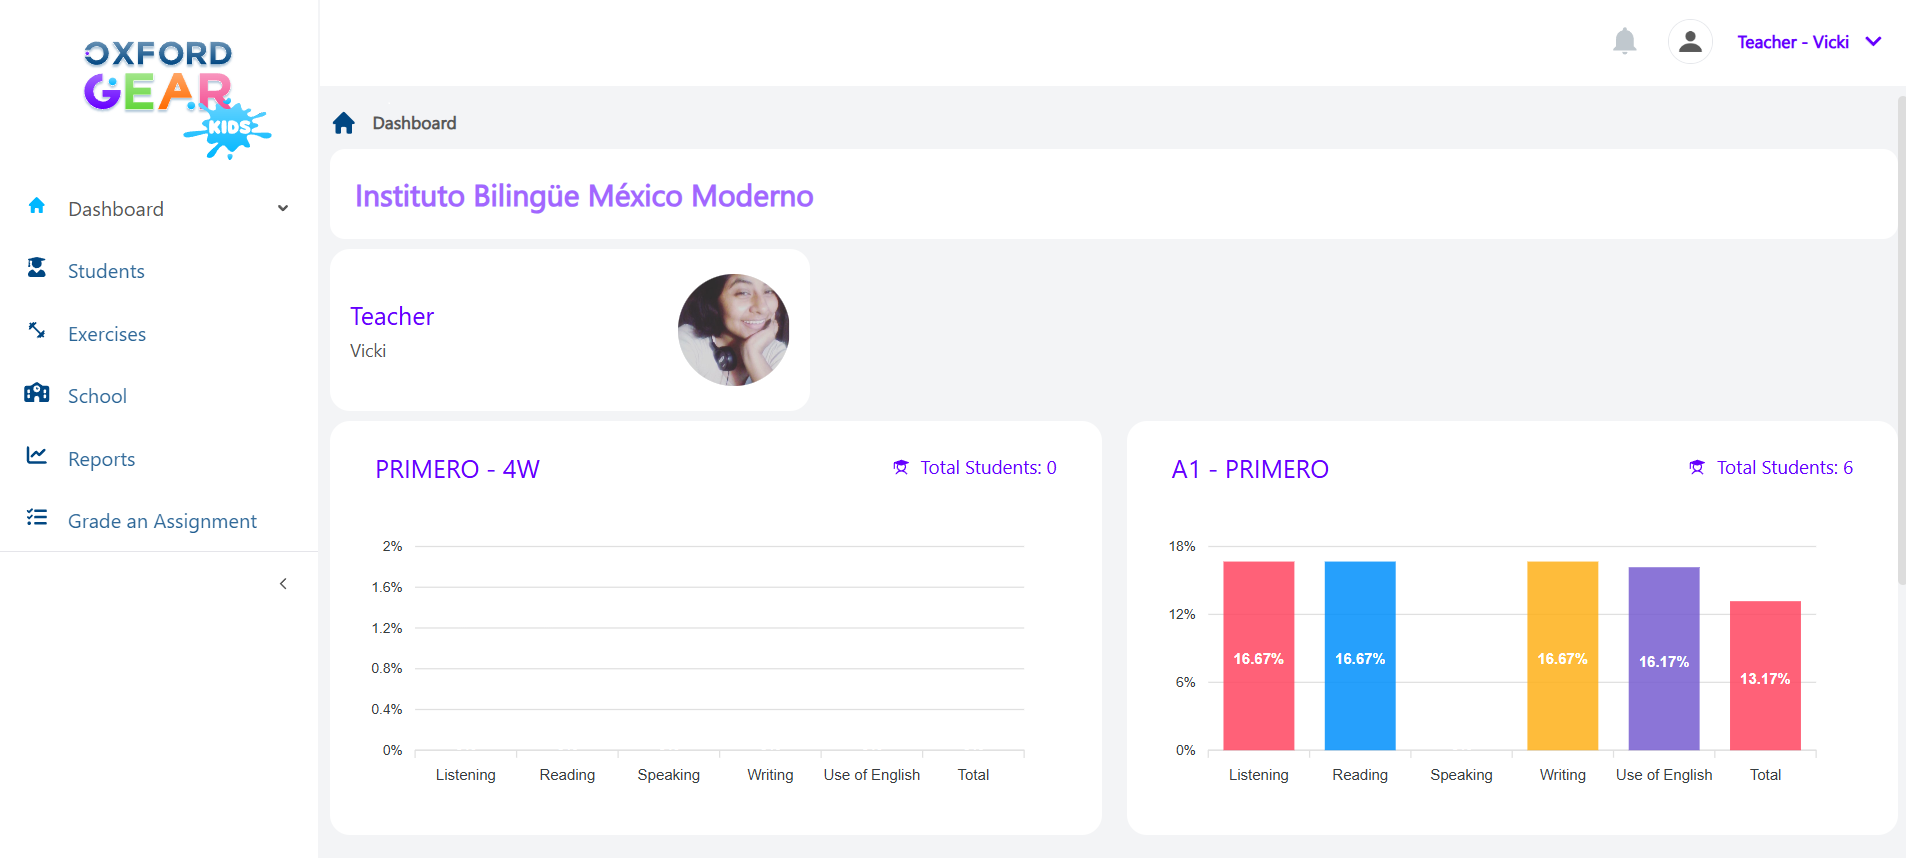 OXFORD
GEAR
KIDS
Teacher - Vicki
Dashboard
Students
Exercises
School
Reports
Grade an Assignment
Dashboard
Instituto Bilingüe México Moderno
Teacher
Vicki
PRIMERO - 4W
Total Students: 0
2%
1.6%
1.2%
0.8%
0.4%
0%
Listening Reading Speaking Writing Use of English Total
A1 - PRIMERO
Total Students: 6
18%
12%
6%
0%
16.67% 16.67% 16.67% 16.17% 13.17%
Listening Reading Speaking Writing Use of English Total